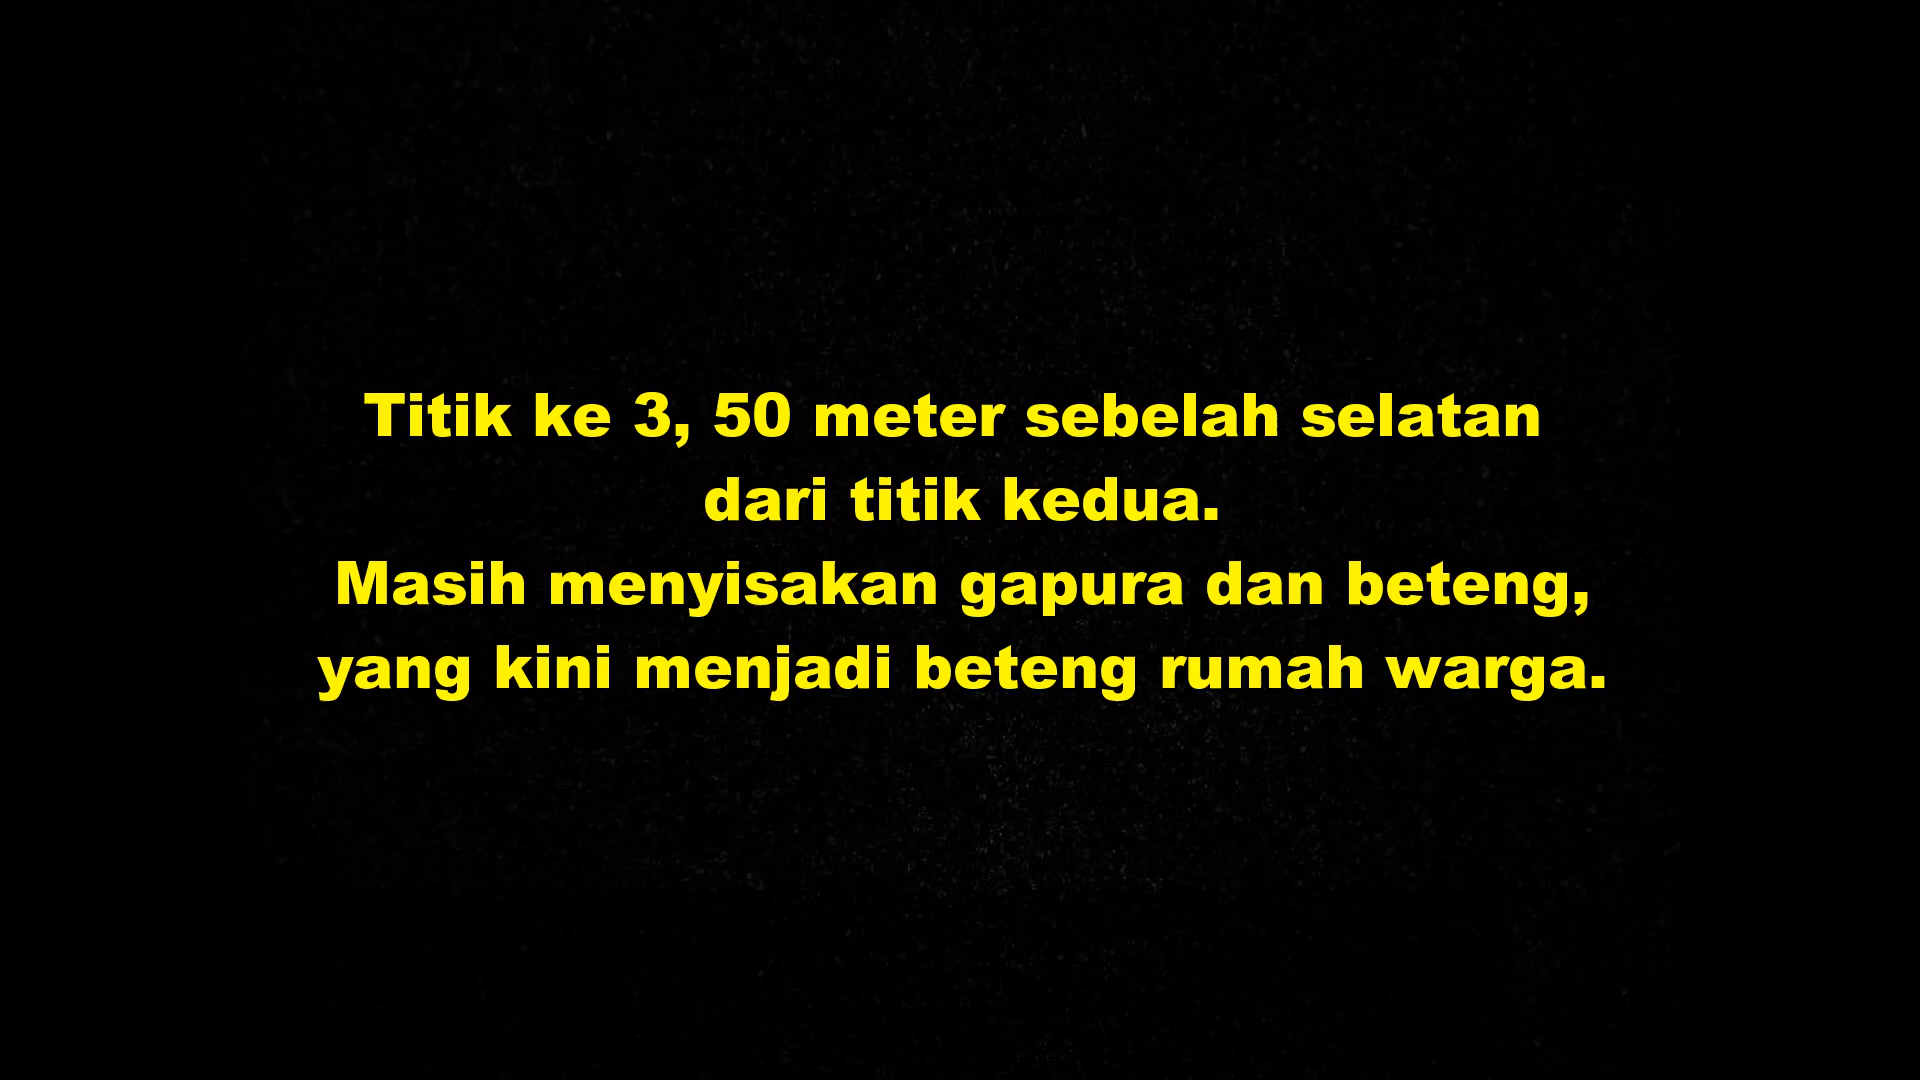 Titik ke 3, 50 meter sebelah selatan
dari titik kedua.
Masih menyisakan gapura dan beteng,
yang kini menjadi beteng rumah warga.